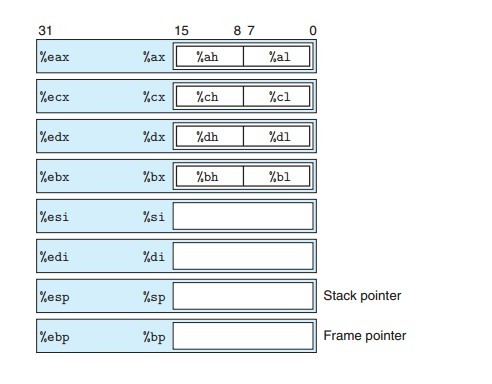 31 15 8 7 0
%eax %ax %ah %al
%ecx %cx %ch %cl
%edx %dx %dh %dl
%ebx %bx %bh %bl
%esi %si
%edi %di
%esp %sp Stack pointer
%ebp %bp Frame pointer